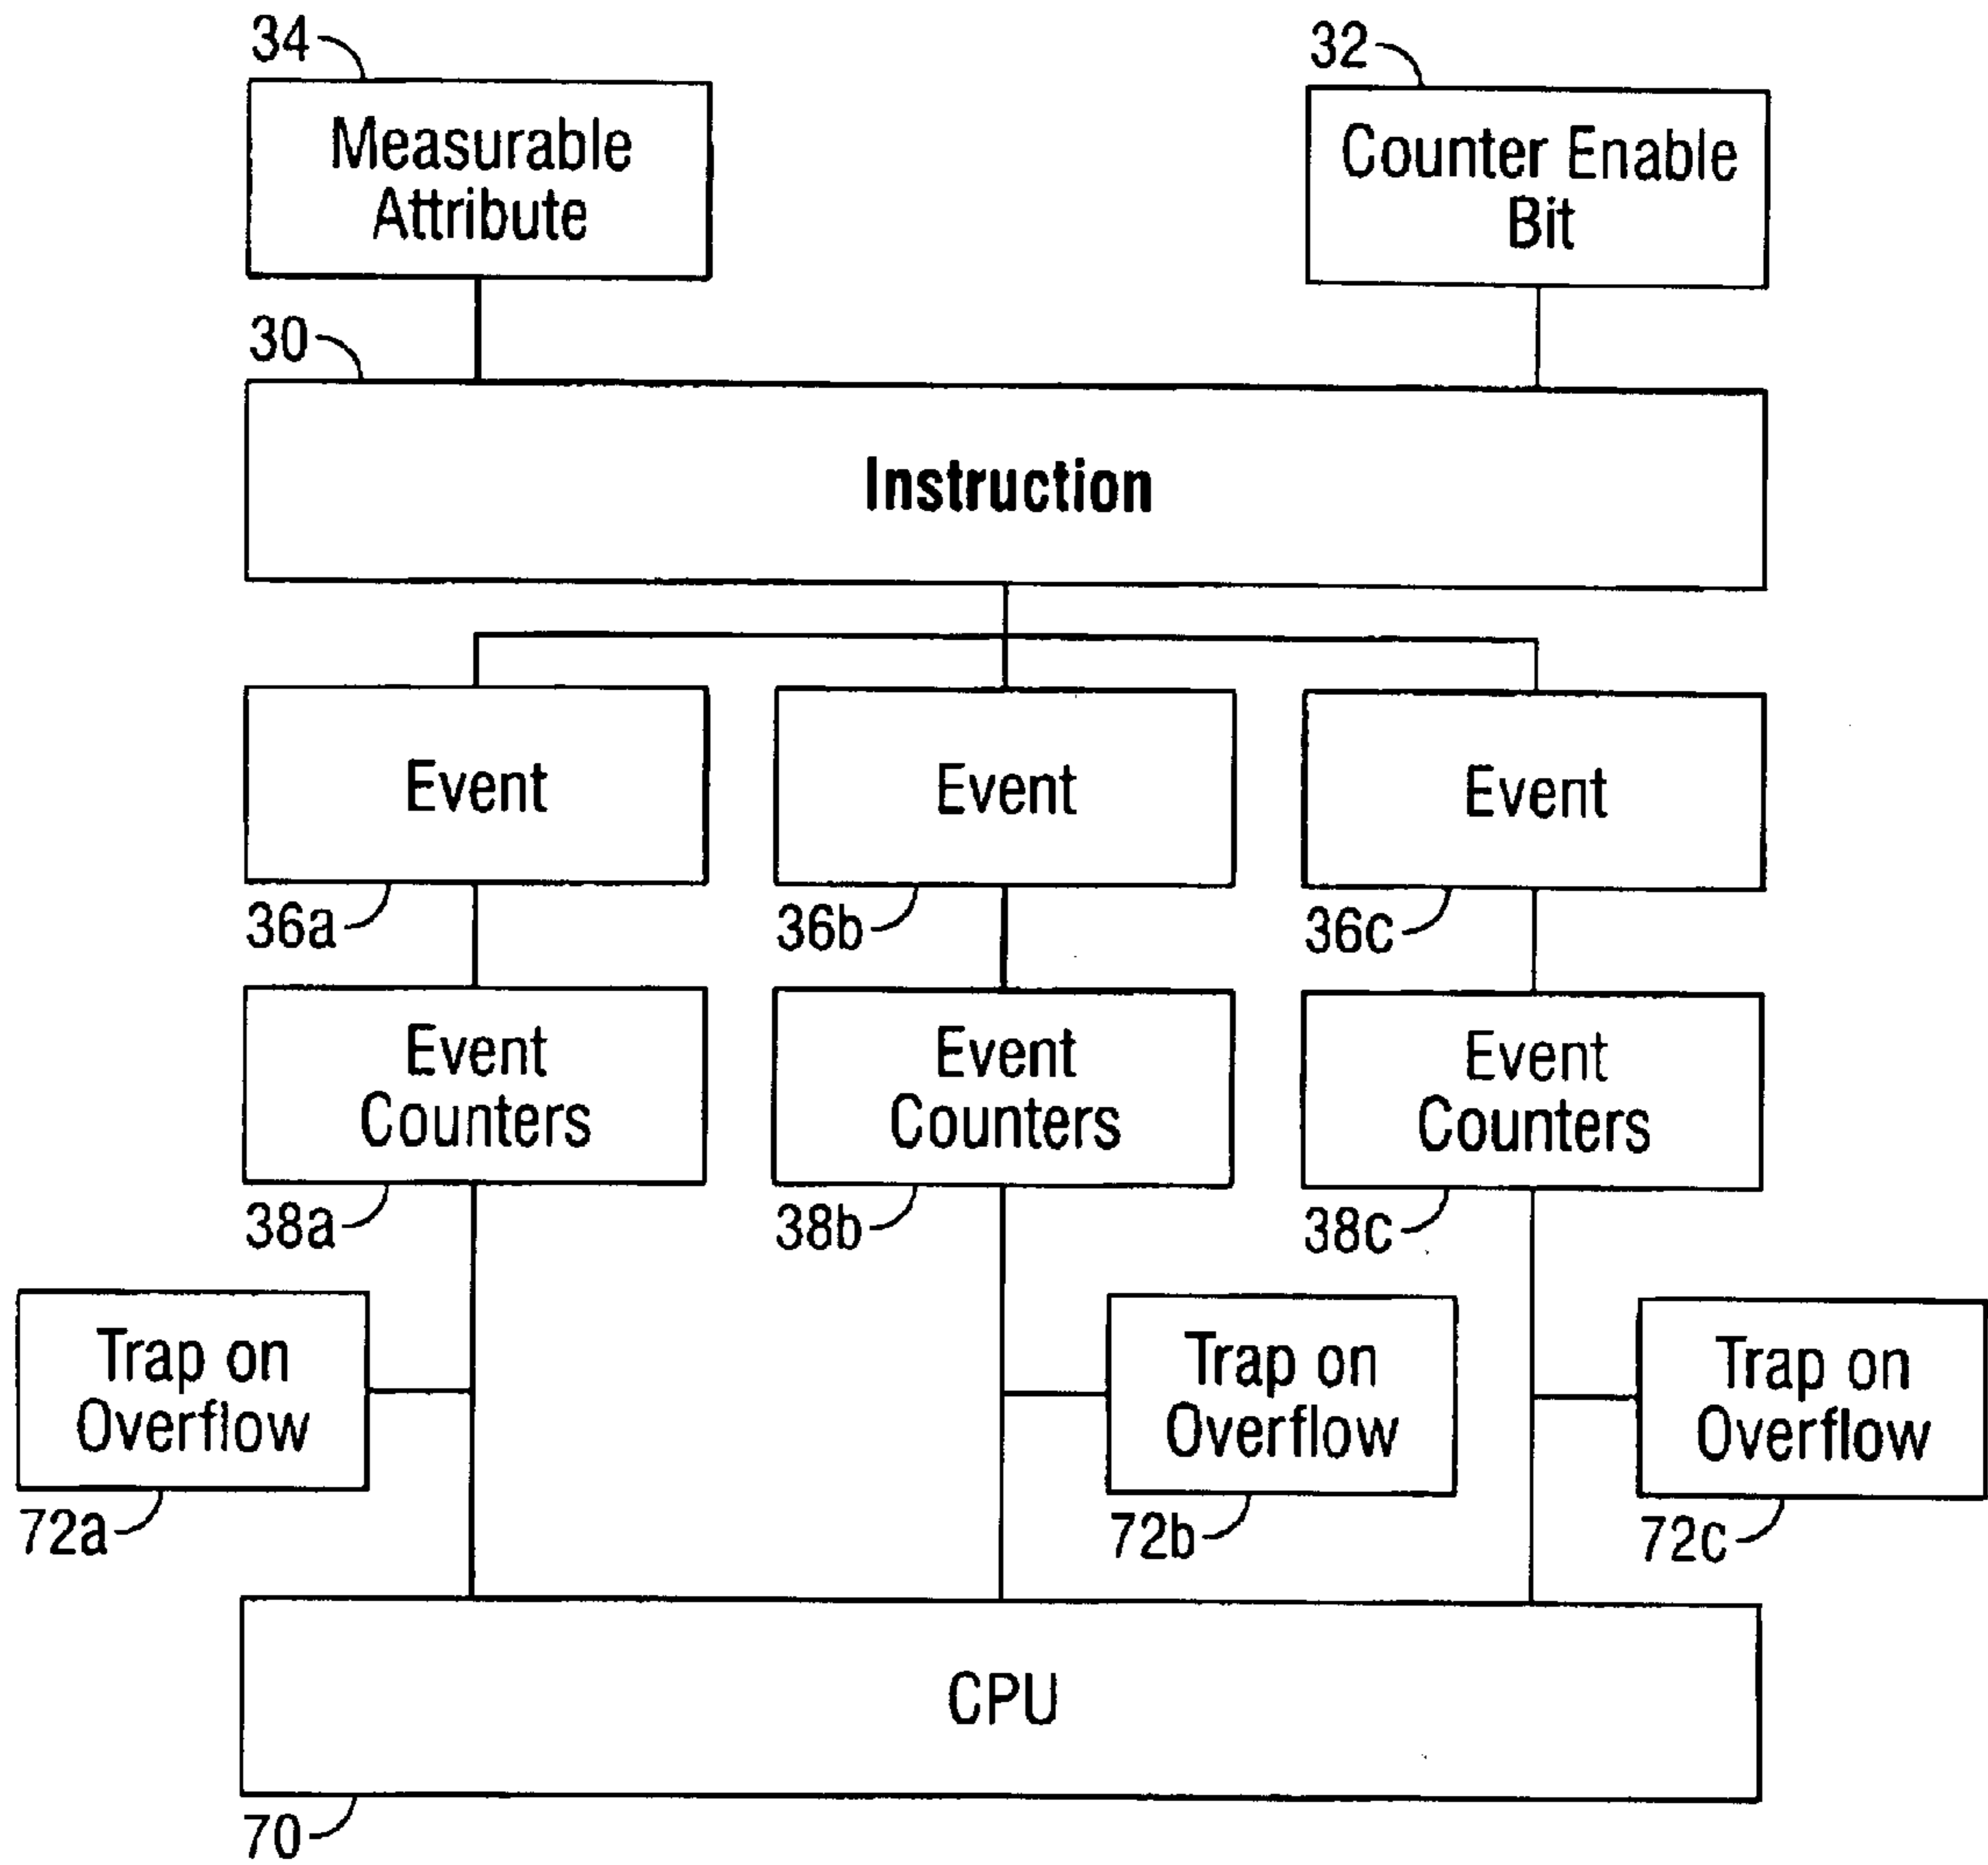 34
32
Measurable
Attribute
Counter Enable
Bit
30
Instruction
Event
Event
Event
36a
36b
36c
Event
Counters
Event
Counters
Event
Counters
38a
38b
38c
Trap on
Overflow
Trap on
Overflow
Trap on
Overflow
72a
72b
72c
CPU
70